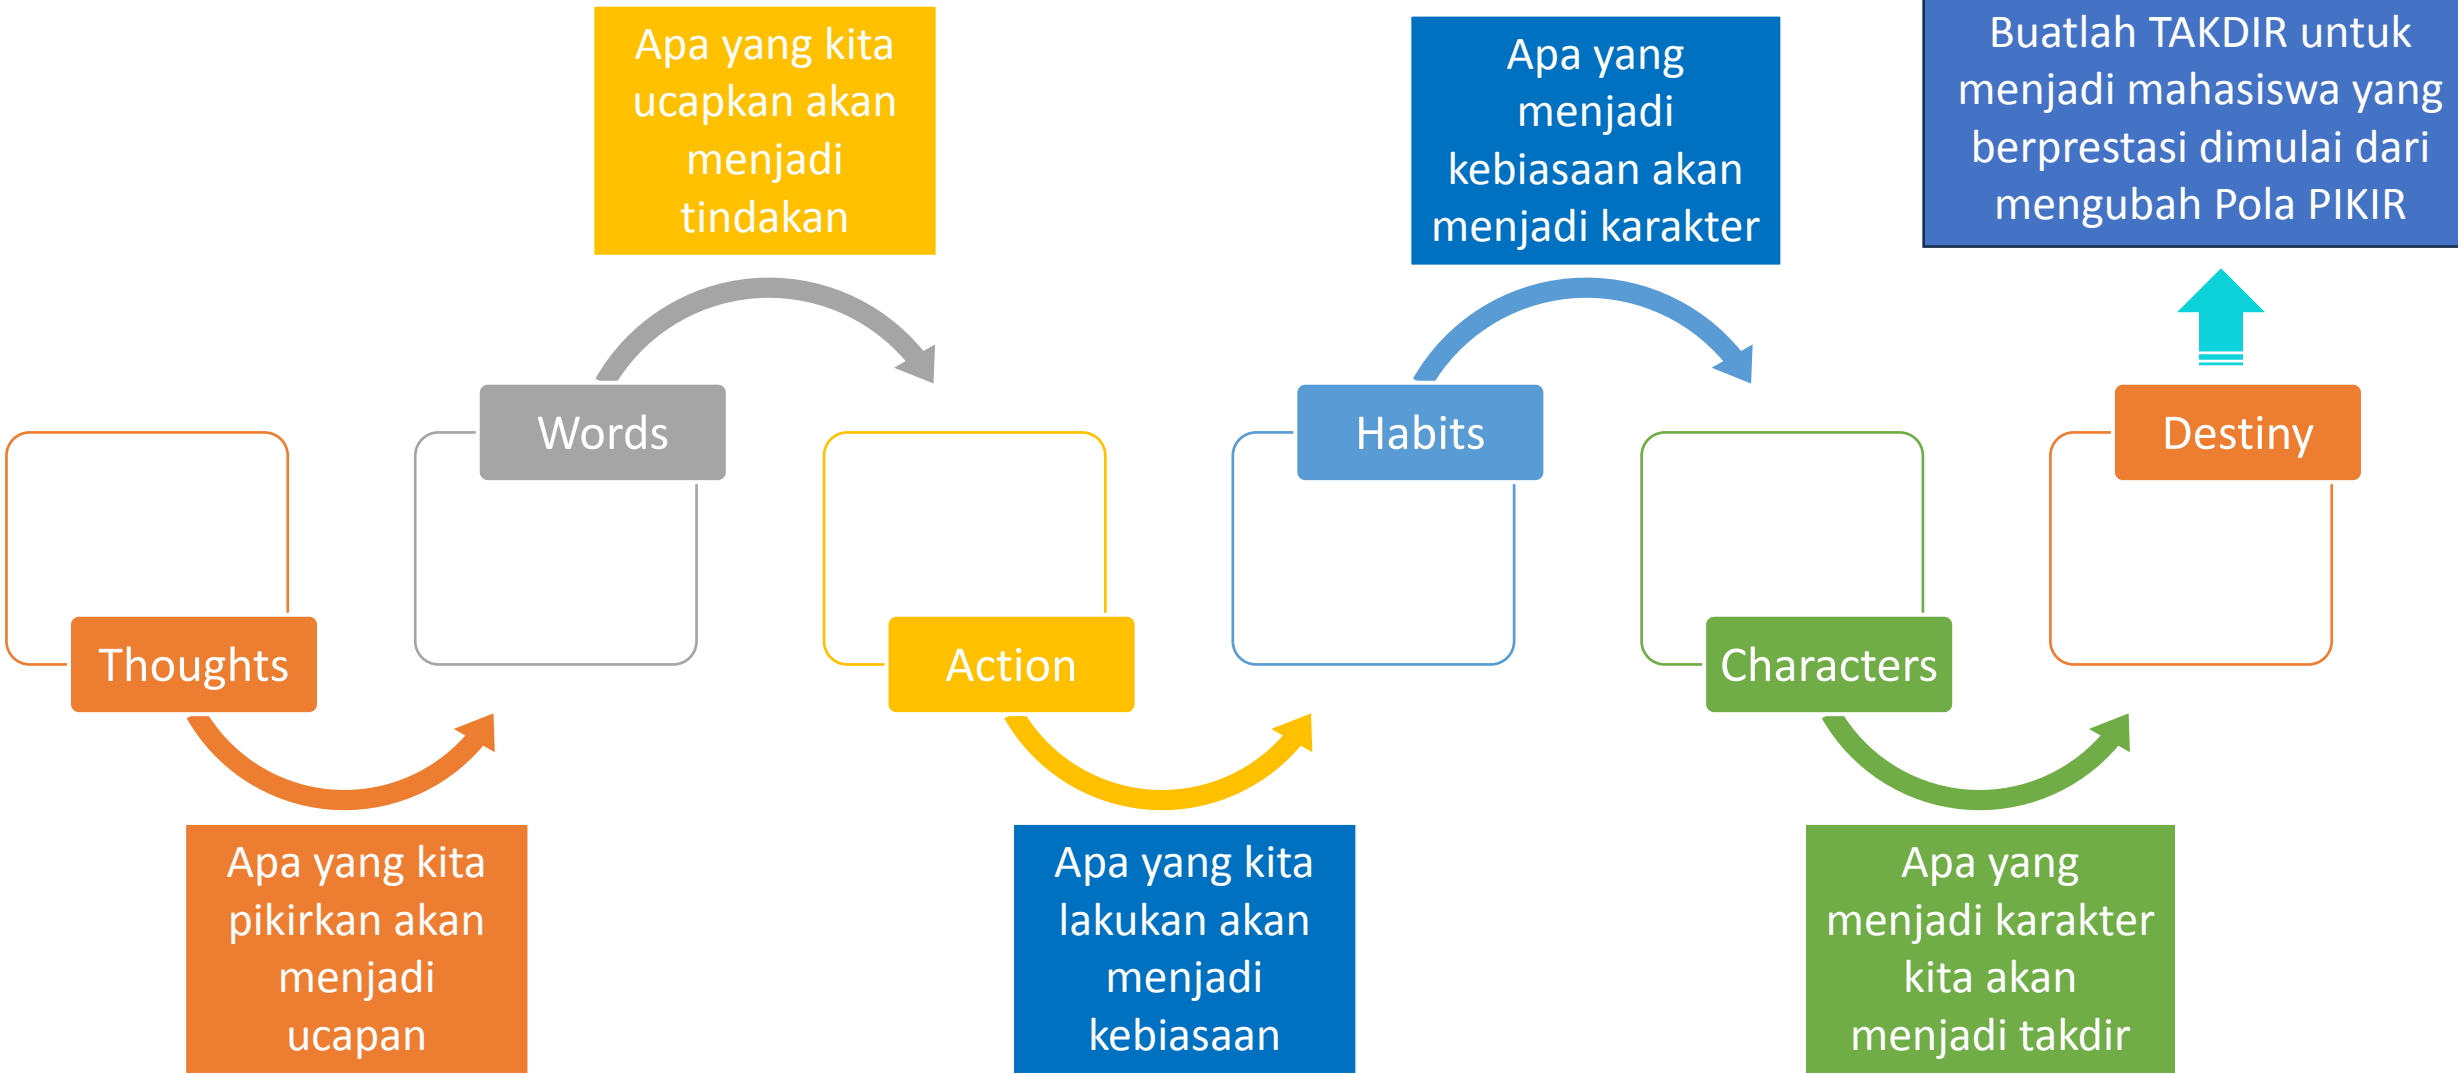 Apa yang kita
ucapkan akan
menjadi
tindakan
Apa yang
menjadi
kebiasaan akan
menjadi karakter
Buatlah TAKDIR untuk
menjadi mahasiswa yang
berprestasi dimulai dari
mengubah Pola PIKIR
Words
Habits
Destiny
Thoughts
Action
Characters
Apa yang kita
pikirkan akan
menjadi
ucapan
Apa yang kita
lakukan akan
menjadi
kebiasaan
Apa yang
menjadi karakter
kita akan
menjadi takdir